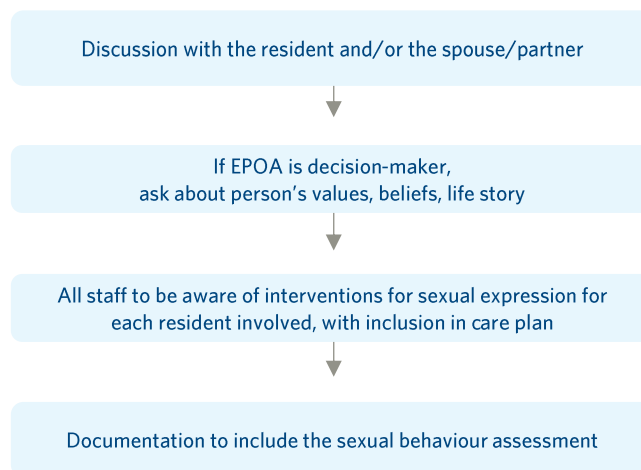 Discussion with the resident and/or the spouse/partner
If EPOA is decision-maker,
ask about person's values, beliefs, life story
All staff to be aware of interventions for sexual expression for
each resident involved, with inclusion in care plan
Documentation to include the sexual behaviour assessment